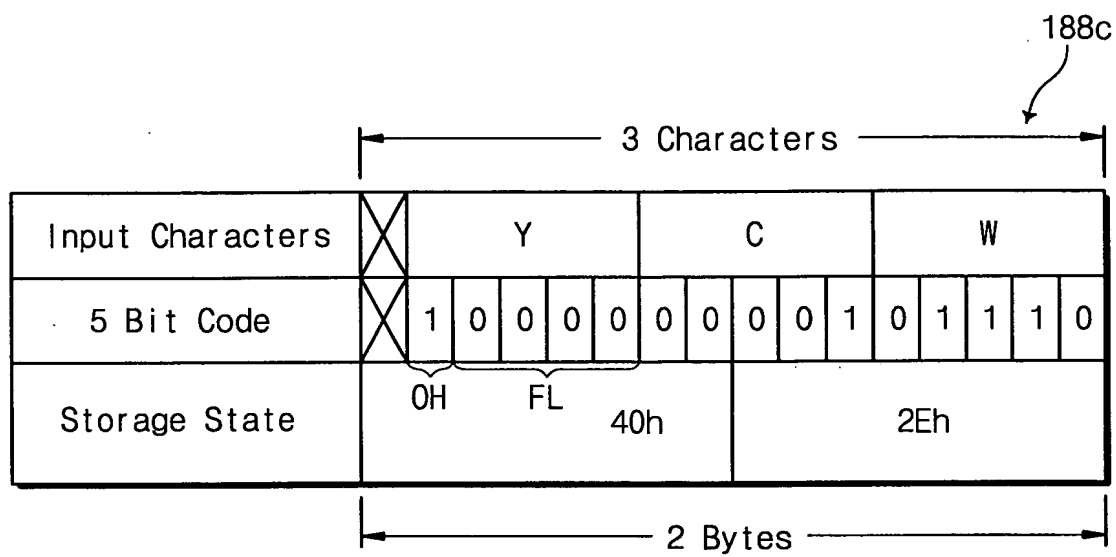 188c
3 Characters
Input Characters Y C W
5 Bit Code 1 0 0 0 0 0 0 0 0 1 0 1 1 1 0
OH FL
Storage State 40h 2Eh
2 Bytes